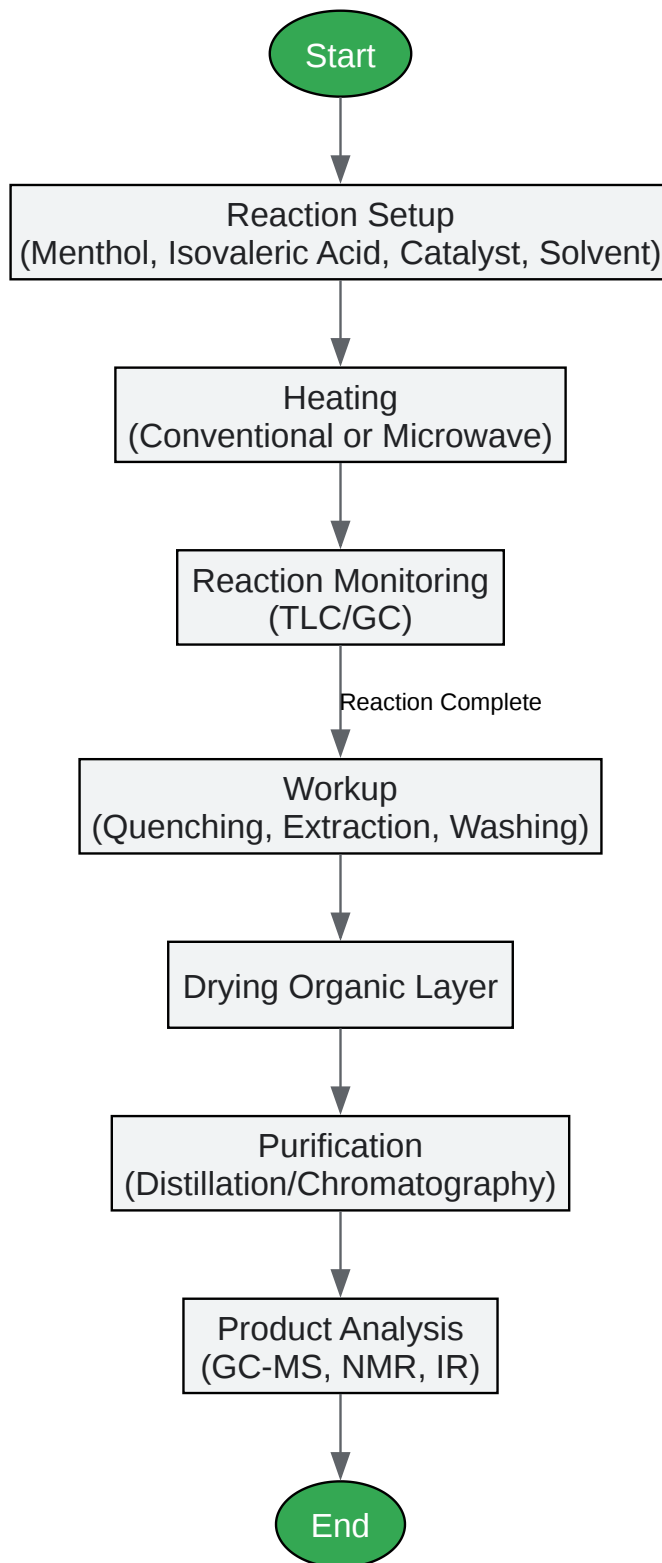 Start
Reaction Setup
(Menthol, Isovaleric Acid, Catalyst, Solvent)
Heating
(Conventional or Microwave)
Reaction Monitoring
(TLC/GC)
Reaction Complete
Workup
(Quenching, Extraction, Washing)
Drying Organic Layer
Purification
(Distillation/Chromatography)
Product Analysis
(GC-MS, NMR, IR)
End